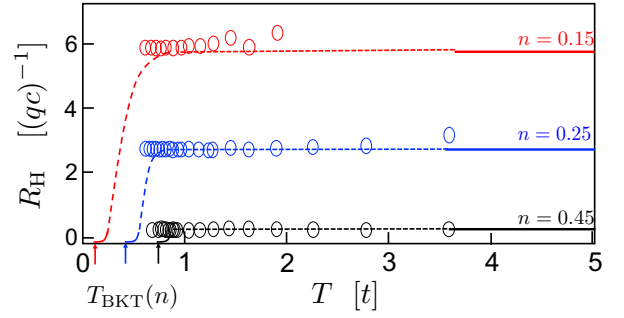 6
4
2
0
R_H [(qc)^{-1}]
n = 0.15
n = 0.25
n = 0.45
0 1 2 3 4 5
T_BKT(n)
T [t]